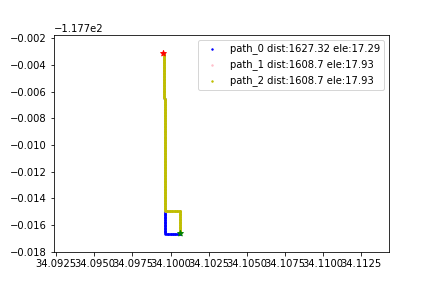 -1.177e2
path_0 dist:1627.32 ele:17.29
path_1 dist:1608.7 ele:17.93
path_2 dist:1608.7 ele:17.93
−0.002
−0.004
−0.006
−0.008
−0.010
−0.012
−0.014
−0.016
−0.018
34.0925 34.0950 34.0975 34.1000 34.1025 34.1050 34.1075 34.1100 34.1125